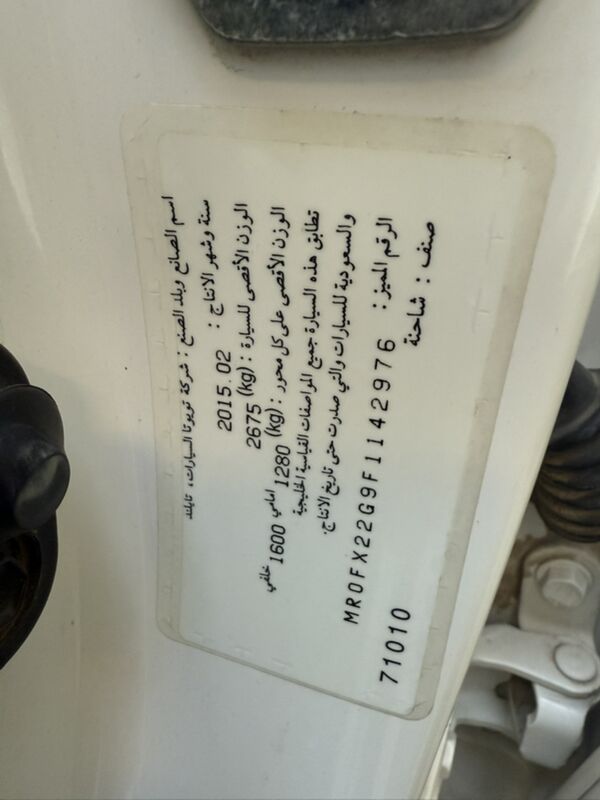 اسم الصانع وبلد الصنع : شركة تويوتا السيارات، تايلند
سنة وشهر الانتاج : 2015.02
الوزن الأقصى للسيارة : (kg) 2675
الوزن الأقصى على كل محور : (kg) 1280 امامي 1600 خلفي
تطابق هذه السيارة جميع المواصفات القياسية الخليجية
والسعودية للسيارات والتي صدرت حتى تاريخ الانتاج.
الرقم المميز : MR0FX22G9F1142976
صنف : شاحنة
71010